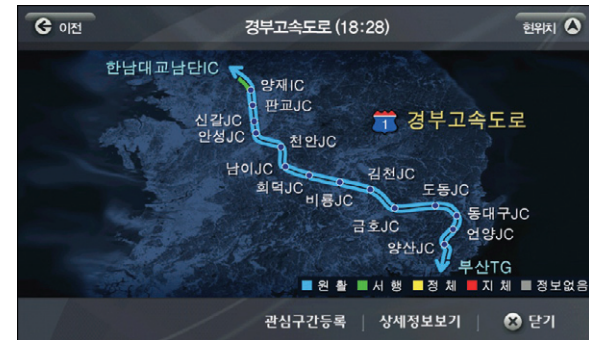 이전
경부고속도로 (18:28)
현위치
한남대교남단IC
양재IC
판교JC
신갈JC
안성JC
천안JC
1 경부고속도로
남이JC
회덕JC
비룡JC
김천JC
도동JC
금호JC
동대구JC
언양JC
양산JC
부산TG
원활 서행 정체 지체 정보없음
관심구간등록 | 상세정보보기 | 닫기